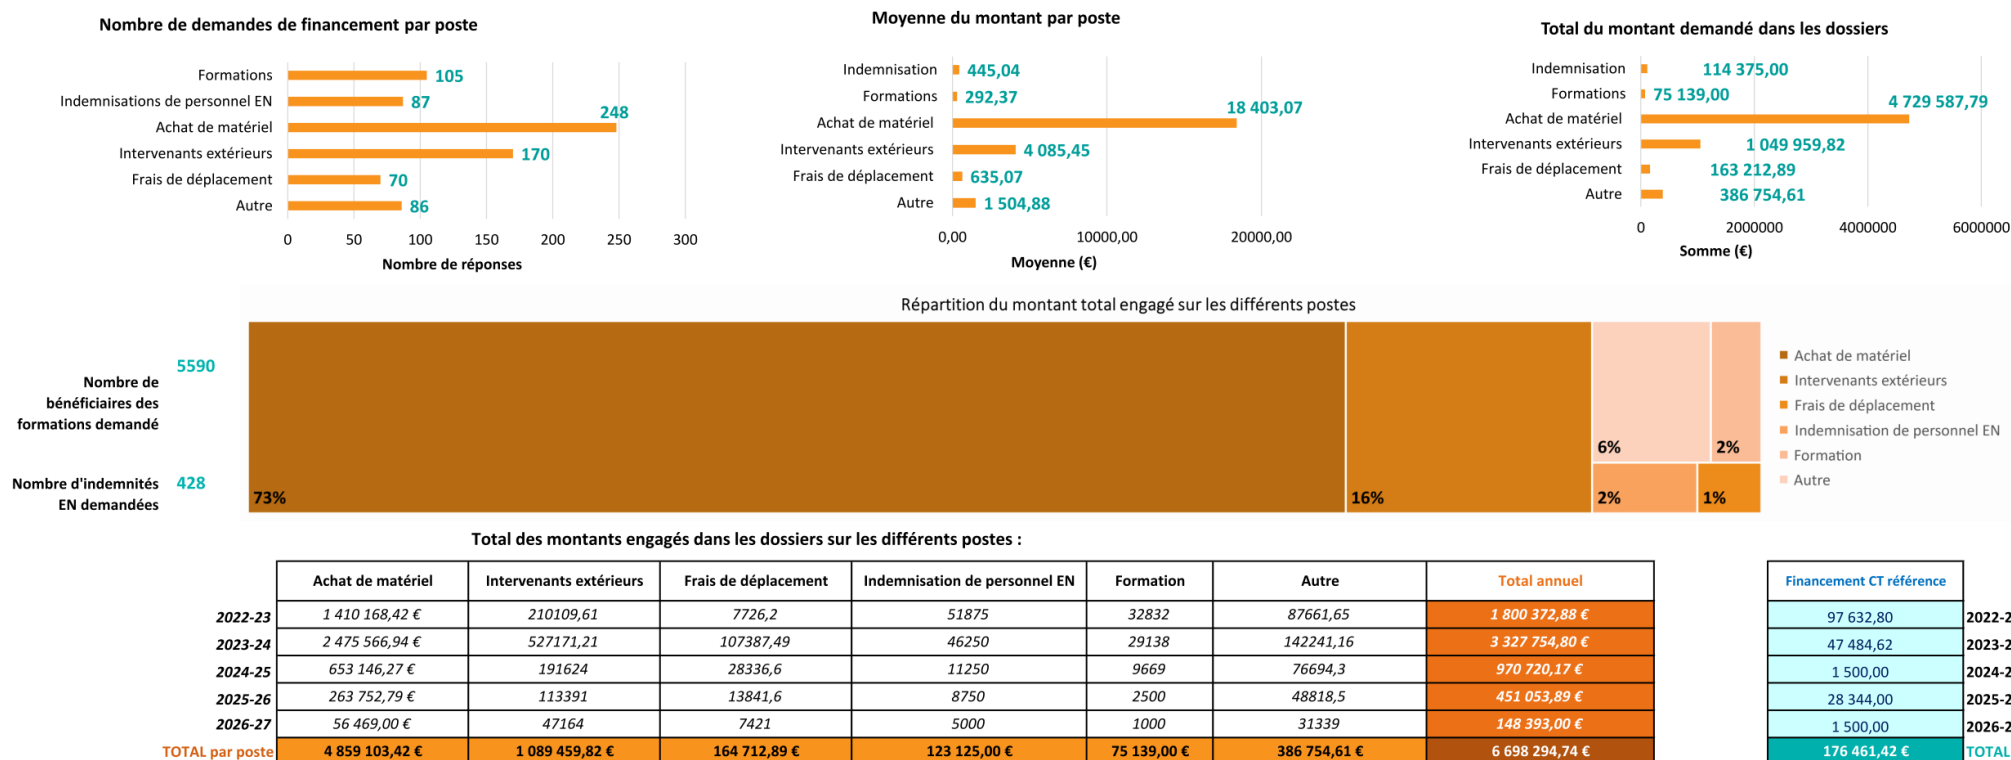 Nombre de demandes de financement par poste
Formations 105
Indemnisations de personnel EN 87
Achat de matériel 248
Intervenants extérieurs 170
Frais de déplacement 70
Autre 86
0 50 100 150 200 250 300
Nombre de réponses
Moyenne du montant par poste
Indemnisation 445,04
Formations 292,37
Achat de matériel 18 403,07
Intervenants extérieurs 4 085,45
Frais de déplacement 635,07
Autre 1 504,88
0,00 10000,00 20000,00
Moyenne (€)
Total du montant demandé dans les dossiers
Indemnisation 114 375,00
Formations 75 139,00
Achat de matériel 4 729 587,79
Intervenants extérieurs 1 049 959,82
Frais de déplacement 163 212,89
Autre 386 754,61
0 2000000 4000000 6000000
Somme (€)
Répartition du montant total engagé sur les différents postes
5590
Nombre de
bénéficiaires des
formations demandé
Nombre d'indemnités 428
EN demandées
73% 16% 6% 2% 2% 1%
Achat de matériel
Intervenants extérieurs
Frais de déplacement
Indemnisation de personnel EN
Formation
Autre
Total des montants engagés dans les dossiers sur les différents postes :
Achat de matériel Intervenants extérieurs Frais de déplacement Indemnisation de personnel EN Formation Autre Total annuel Financement CT référence
2022-23 1 410 168,42 € 210109,61 7726,2 51875 32832 87661,65 1 800 372,88 € 97 632,80 2022-2
2023-24 2 475 566,94 € 527171,21 107387,49 46250 29138 142241,16 3 327 754,80 € 47 484,62 2023-2
2024-25 653 146,27 € 191624 28336,6 11250 9669 76694,3 970 720,17 € 1 500,00 2024-2
2025-26 263 752,79 € 113391 13841,6 8750 2500 48818,5 451 053,89 € 28 344,00 2025-2
2026-27 56 469,00 € 47164 7421 5000 1000 31339 148 393,00 € 1 500,00 2026-2
TOTAL par poste 4 859 103,42 € 1 089 459,82 € 164 712,89 € 123 125,00 € 75 139,00 € 386 754,61 € 6 698 294,74 € 176 461,42 € TOTAL